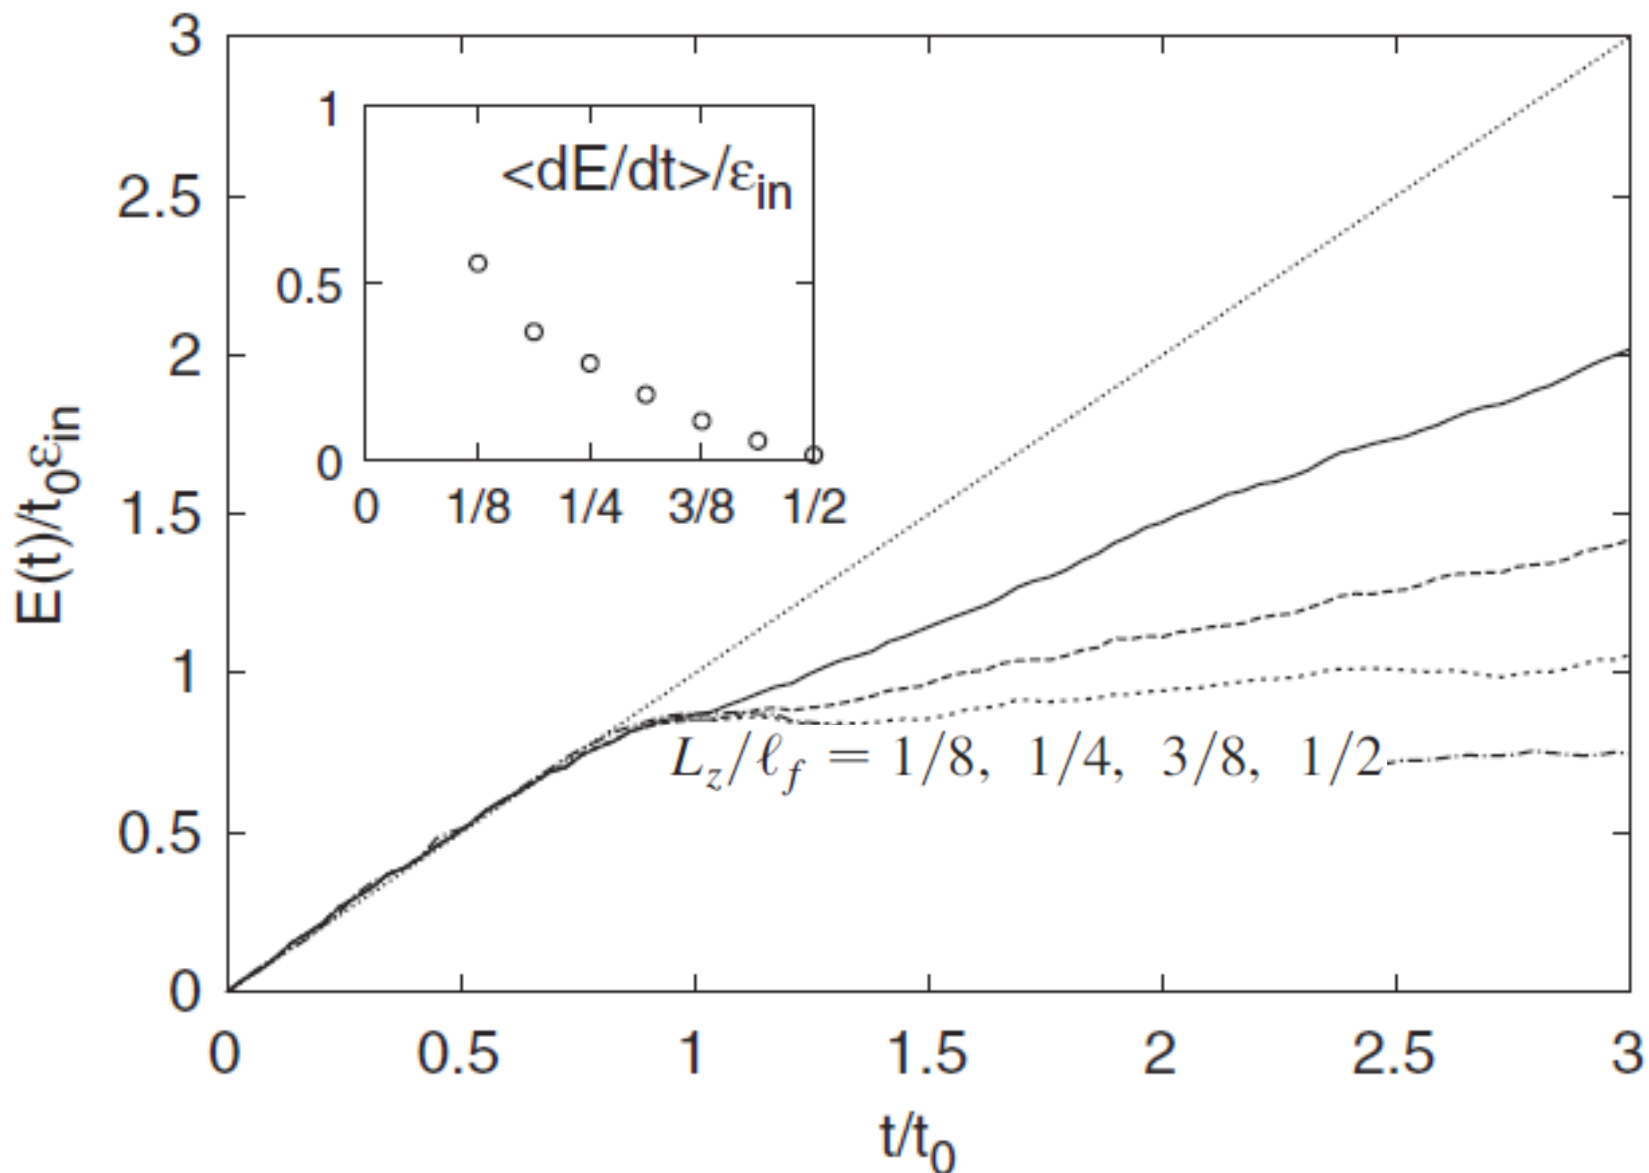 3
2.5
2
1.5
1
0.5
0
E(t)/t₀εᵢₙ
1
0.5
0
<dE/dt>/εᵢₙ
0 1/8 1/4 3/8 1/2
L_z/ℓ_f = 1/8, 1/4, 3/8, 1/2
0 0.5 1 1.5 2 2.5 3
t/t₀